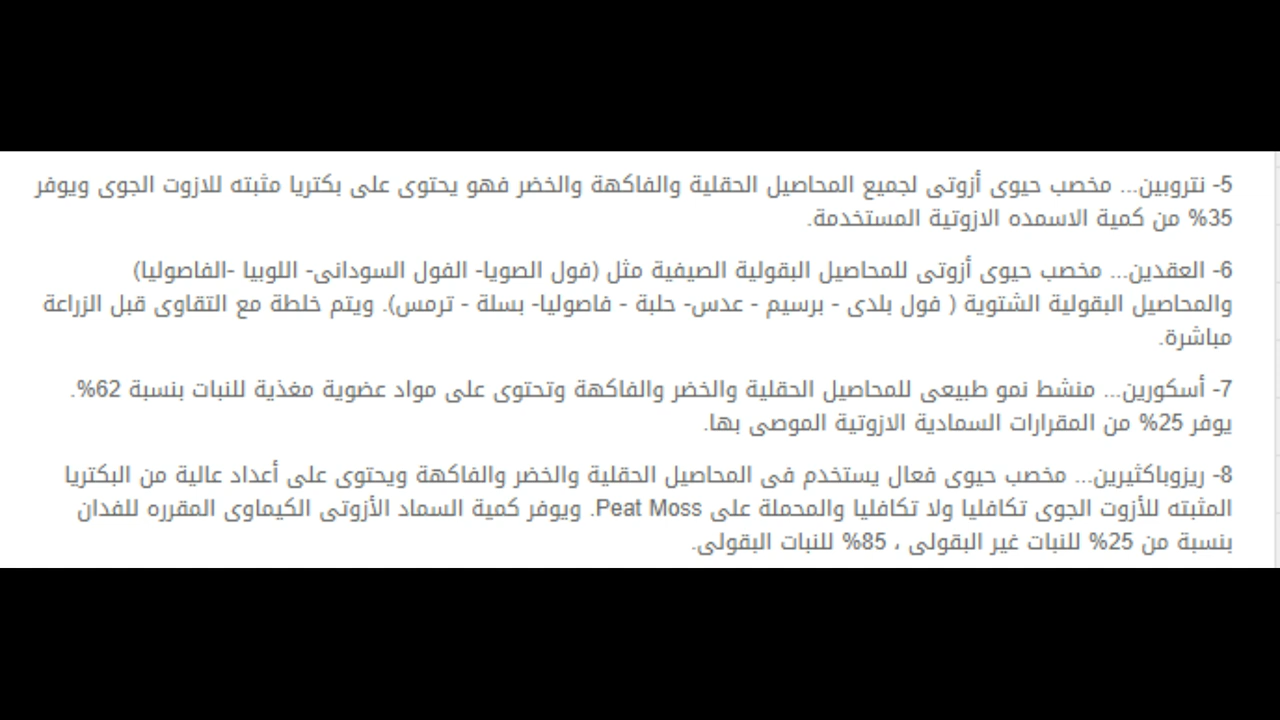 5- نتروبين... مخصب حيوى أزوتى لجميع المحاصيل الحقلية والفاكهة والخضر فهو يحتوى على بكتريا مثبته للازوت الجوى ويوفر
35% من كمية الاسمده الازوتية المستخدمة.
6- العقدين... مخصب حيوى أزوتى للمحاصيل البقولية الصيفية مثل (فول الصويا- الفول السودانى- اللوبيا -الفاصوليا)
والمحاصيل البقولية الشتوية ( فول بلدى - برسيم - عدس- حلبة - فاصوليا- بسلة - ترمس). ويتم خلطة مع التقاوى قبل الزراعة
مباشرة.
7- أسكورين... منشط نمو طبيعى للمحاصيل الحقلية والخضر والفاكهة وتحتوى على مواد عضوية مغذية للنبات بنسبة 62%.
يوفر 25% من المقرارات السمادية الازوتية الموصى بها.
8- ريزوباكتيرين... مخصب حيوى فعال يستخدم فى المحاصيل الحقلية والخضر والفاكهة ويحتوى على أعداد عالية من البكتريا
المثبته للأزوت الجوى تكافليا ولا تكافليا والمحملة على Peat Moss. ويوفر كمية السماد الأزوتى الكيماوى المقرره للفدان
بنسبة من 25% للنبات غير البقولى ، 85% للنبات البقولى.